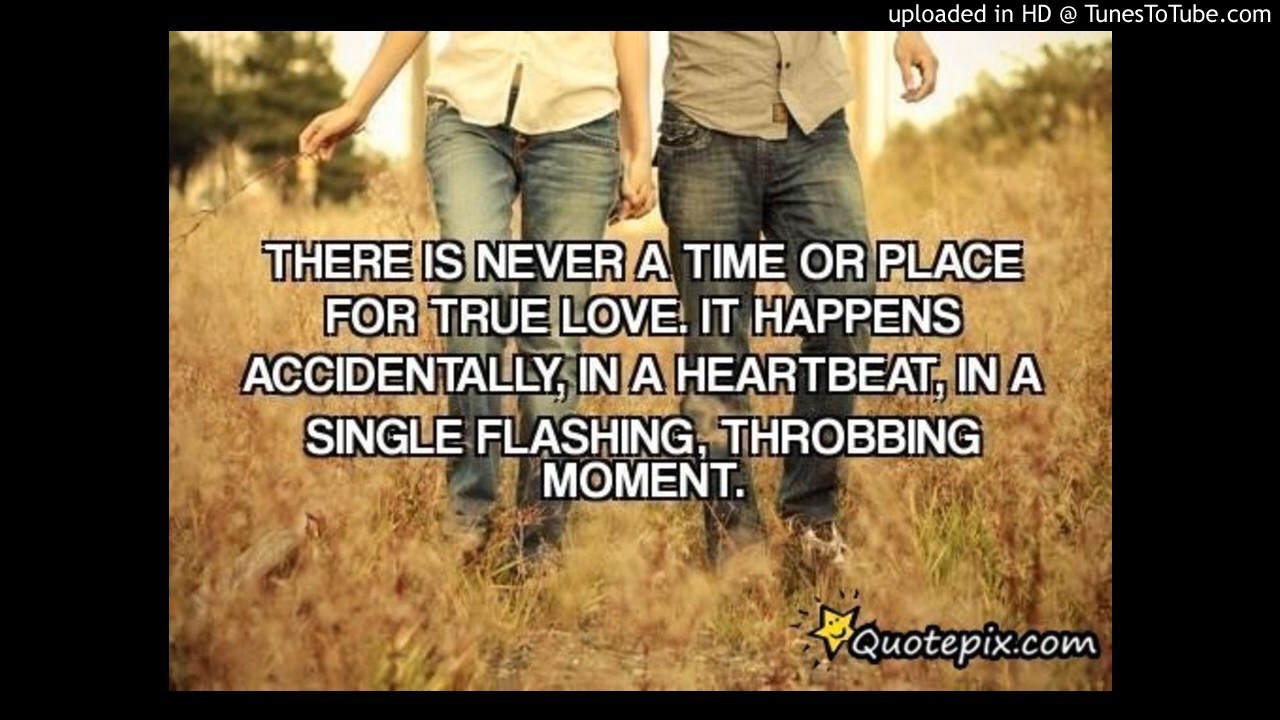 uploaded in HD @ TunesToTube.com
THERE IS NEVER A TIME OR PLACE
FOR TRUE LOVE. IT HAPPENS
ACCIDENTALLY, IN A HEARTBEAT, IN A
SINGLE FLASHING, THROBBING
MOMENT.
Quotepix.com